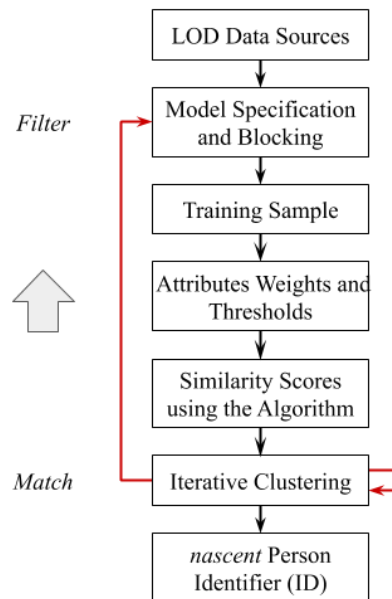 LOD Data Sources
Filter
Model Specification
and Blocking
Training Sample
Attributes Weights and
Thresholds
Similarity Scores
using the Algorithm
Match
Iterative Clustering
nascent Person
Identifier (ID)